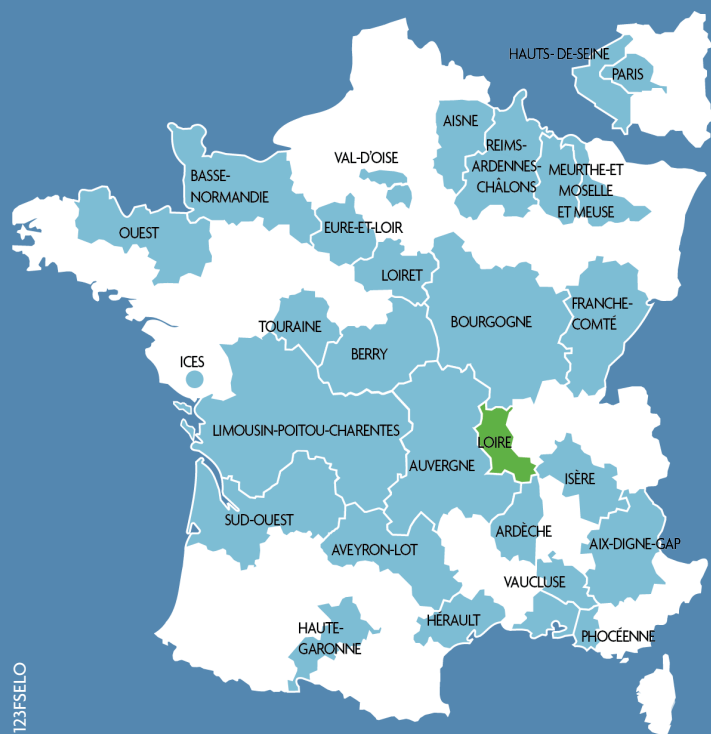 HAUTS-DE-SEINE
PARIS
AISNE
REIMS-
ARDENNES-
CHÂLONS
VAL-D'OISE
MEURTHE-ET
MOSELLE
ET MEUSE
BASSE-
NORMANDIE
OUEST
EURE-ET-LOIR
LOIRET
FRANCHE-
COMTÉ
BOURGOGNE
TOURAINE
BERRY
ICES
LIMOUSIN-POITOU-CHARENTES
LOIRE
AUVERGNE
ISÈRE
SUD-OUEST
ARDÈCHE
AIX-DIGNE-GAP
AVEYRON-LOT
VAUCLUSE
HÉRAULT
HAUTE-
GARONNE
PHOCÉENNE
123FSELO